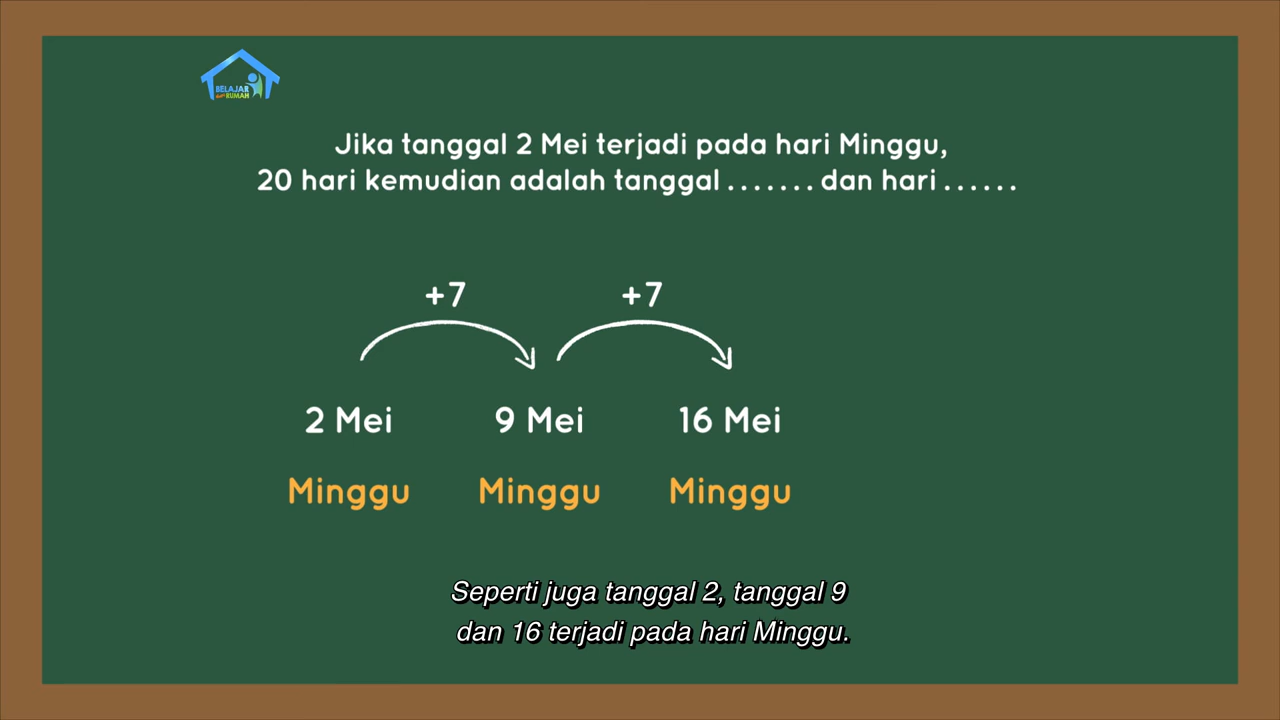 BELAJAR
dari RUMAH
Jika tanggal 2 Mei terjadi pada hari Minggu,
20 hari kemudian adalah tanggal ....... dan hari ......
+7 +7
2 Mei 9 Mei 16 Mei
Minggu Minggu Minggu
Seperti juga tanggal 2, tanggal 9
dan 16 terjadi pada hari Minggu.